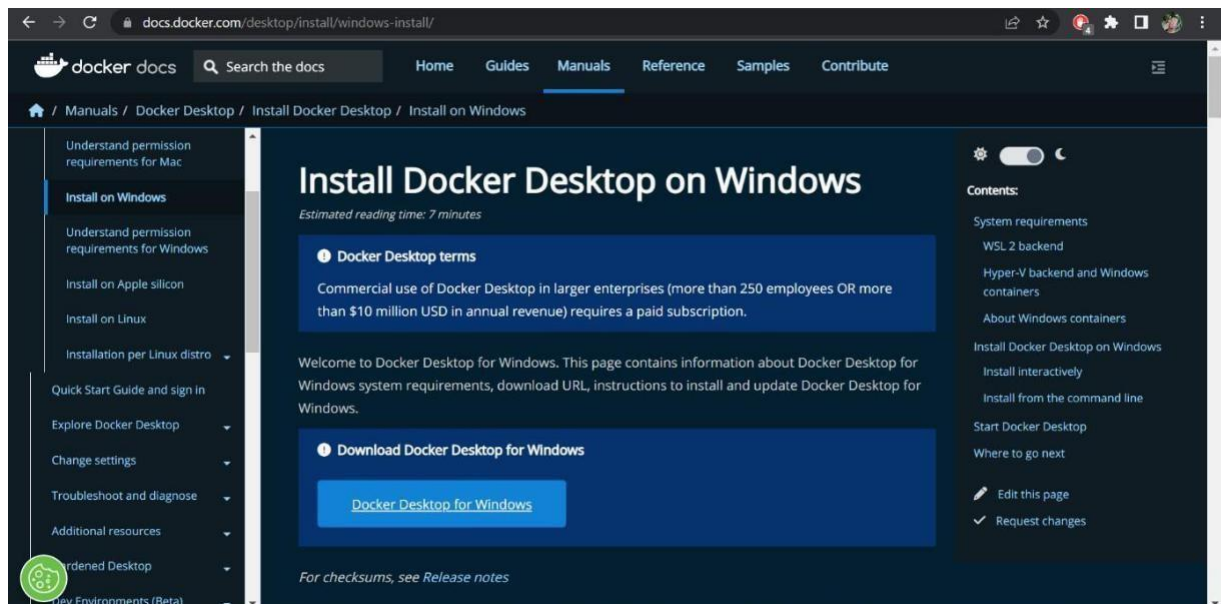 docs.docker.com/desktop/install/windows-install/
4
docker docs
Search the docs
Home
Guides
Manuals
Reference
Samples
Contribute
/ Manuals / Docker Desktop / Install Docker Desktop / Install on Windows
Understand permission
requirements for Mac
Install on Windows
Understand permission
requirements for Windows
Install on Apple silicon
Install on Linux
Installation per Linux distro
Quick Start Guide and sign in
Explore Docker Desktop
Change settings
Troubleshoot and diagnose
Additional resources
rdened Desktop
Dev Environments (Beta)
Install Docker Desktop on Windows
Estimated reading time: 7 minutes
Docker Desktop terms
Commercial use of Docker Desktop in larger enterprises (more than 250 employees OR more
than $10 million USD in annual revenue) requires a paid subscription.
Welcome to Docker Desktop for Windows. This page contains information about Docker Desktop for
Windows system requirements, download URL, instructions to install and update Docker Desktop for
Windows.
Download Docker Desktop for Windows
Docker Desktop for Windows
For checksums, see Release notes
Contents:
System requirements
WSL 2 backend
Hyper-V backend and Windows
containers
About Windows containers
Install Docker Desktop on Windows
Install interactively
Install from the command line
Start Docker Desktop
Where to go next
Edit this page
Request changes